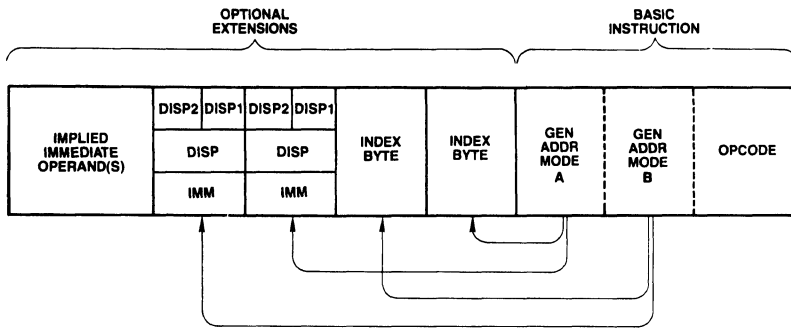 OPTIONAL
EXTENSIONS
BASIC
INSTRUCTION
IMPLIED
IMMEDIATE
OPERAND(S)
DISP2 DISP1
DISP
IMM
DISP2 DISP1
DISP
IMM
INDEX
BYTE
INDEX
BYTE
GEN
ADDR
MODE
A
GEN
ADDR
MODE
B
OPCODE